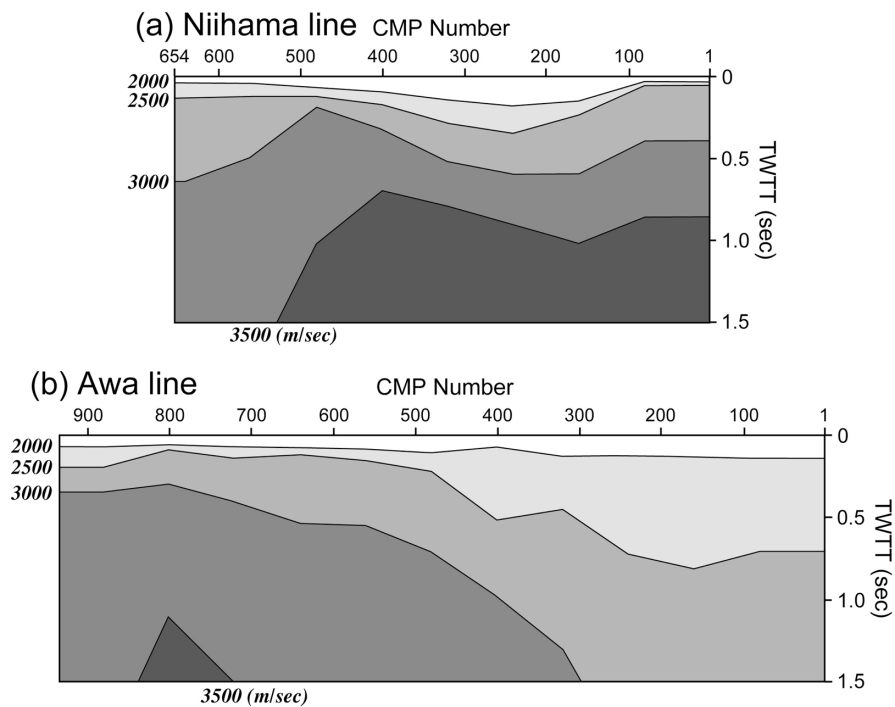 (a) Niihama line CMP Number
654 600 500 400 300 200 100 1
2000
2500
3000
0
0.5
1.0
1.5
TWTT (sec)
3500 (m/sec)
(b) Awa line CMP Number
900 800 700 600 500 400 300 200 100 1
2000
2500
3000
0
0.5
1.0
1.5
TWTT (sec)
3500 (m/sec)